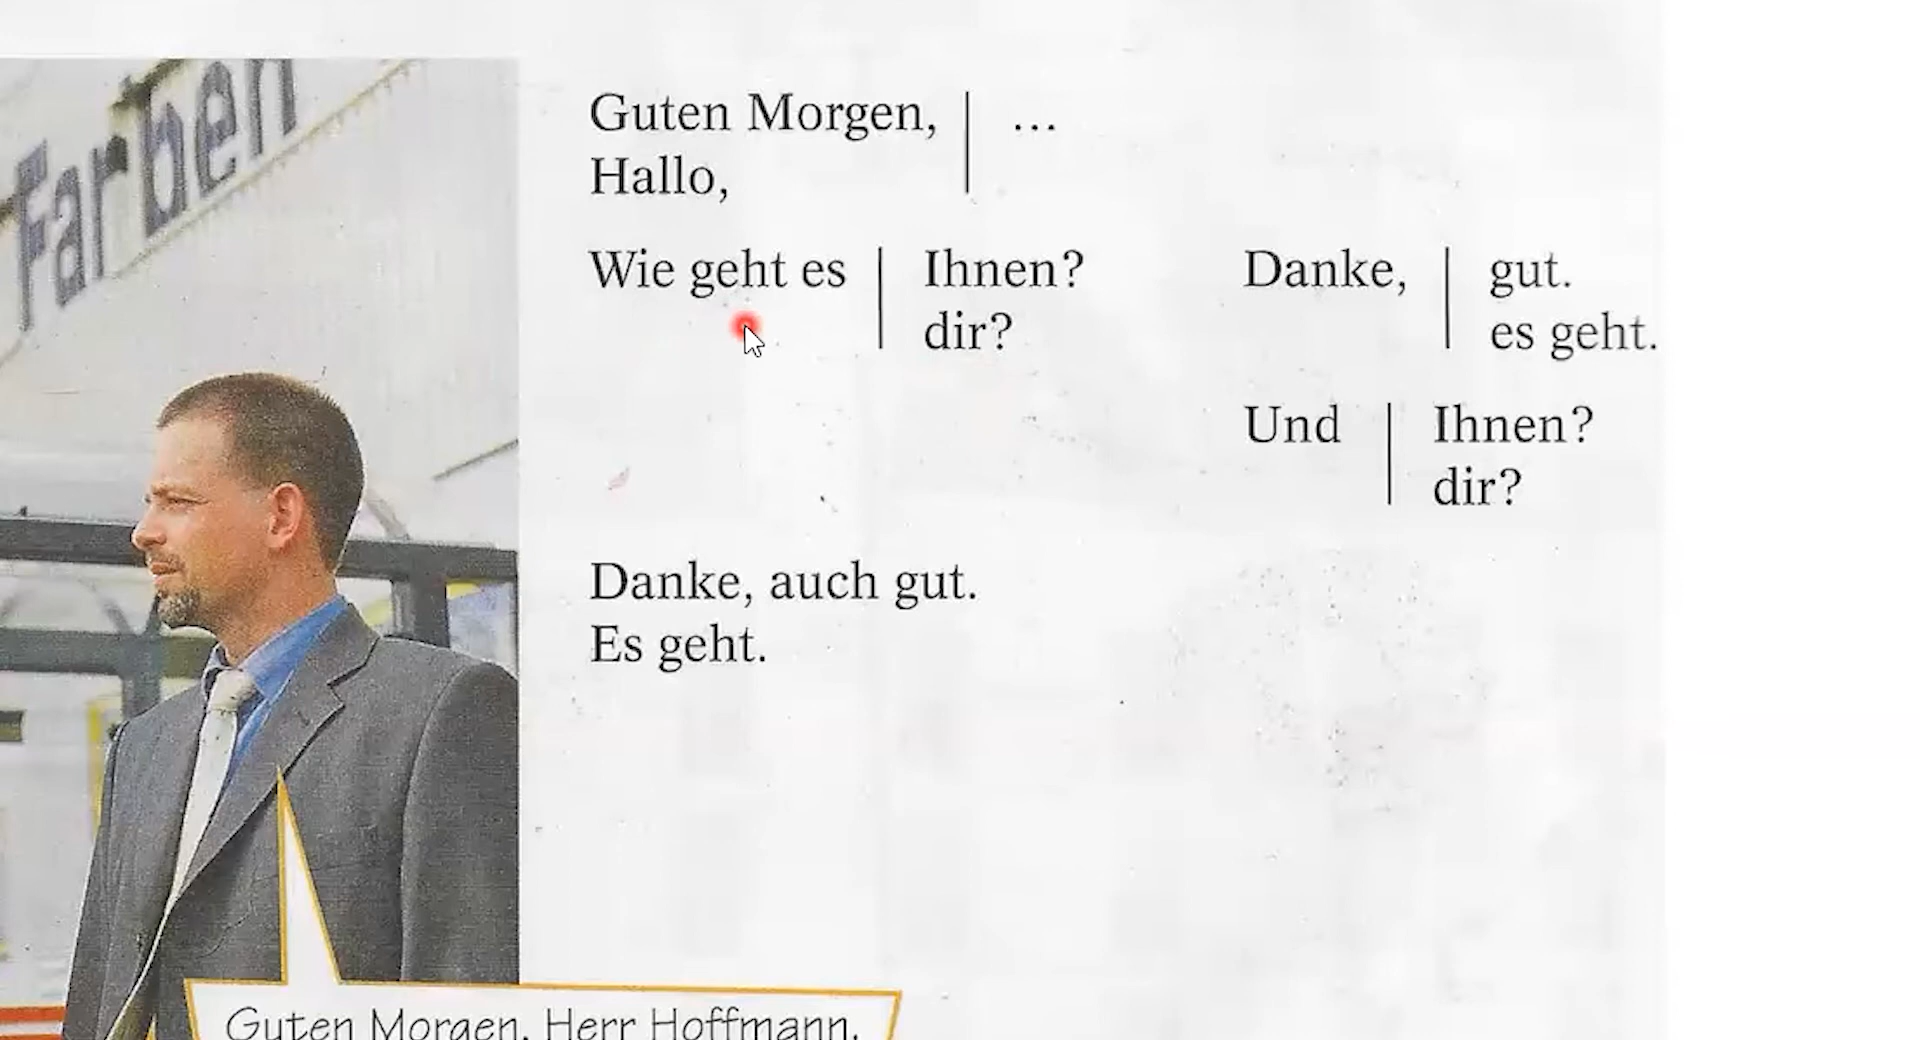 Farben
Guten Morgen, | ...
Hallo,
Wie geht es | Ihnen?
dir?
Danke, | gut.
es geht.
Und | Ihnen?
dir?
Danke, auch gut.
Es geht.
Guten Morgen, Herr Hoffmann.